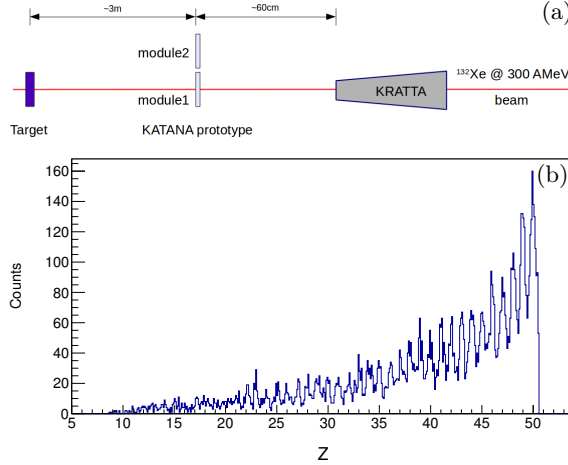 ~3m
~60cm
(a)
module2
¹³²Xe @ 300 AMeV
KRATTA
module1
beam
Target
KATANA prototype
(b)
160
140
120
100
80
60
40
20
0
Counts
5
10
15
20
25
30
35
40
45
50
Z